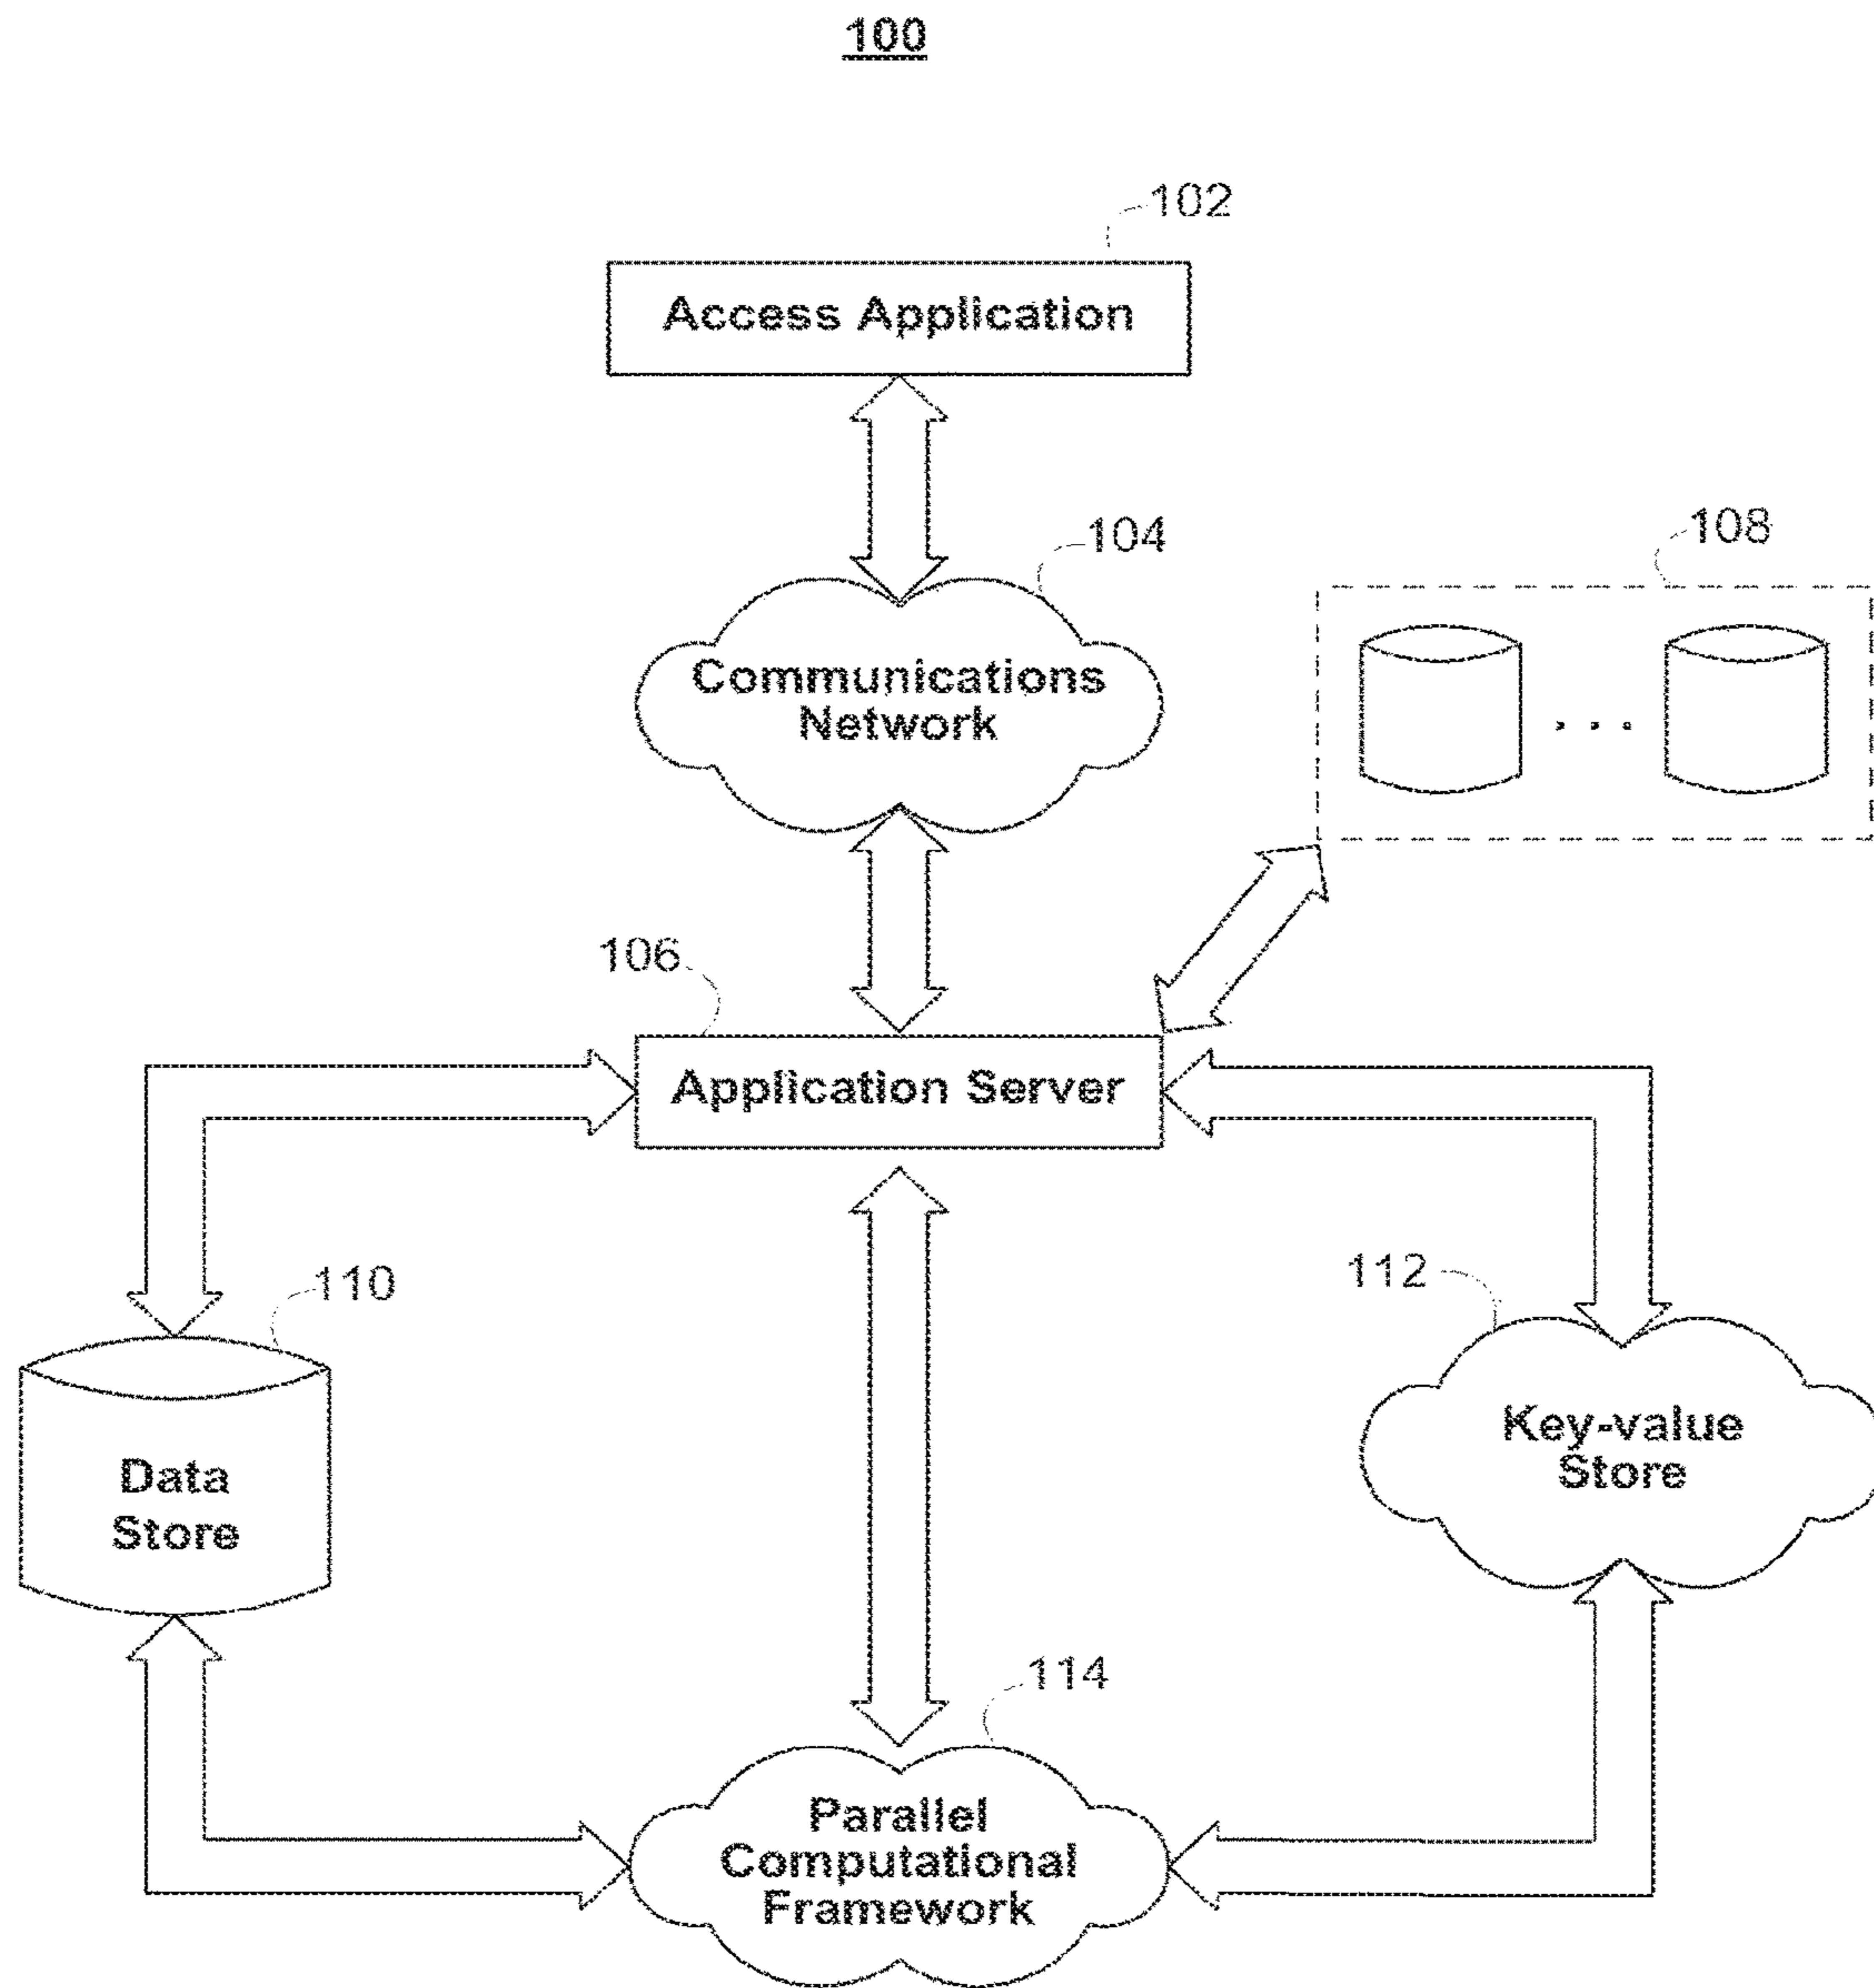 100
102
Access Application
104
108
Communications
Network
. . .
106
Application Server
110
112
Data
Store
Key-value
Store
114
Parallel
Computational
Framework